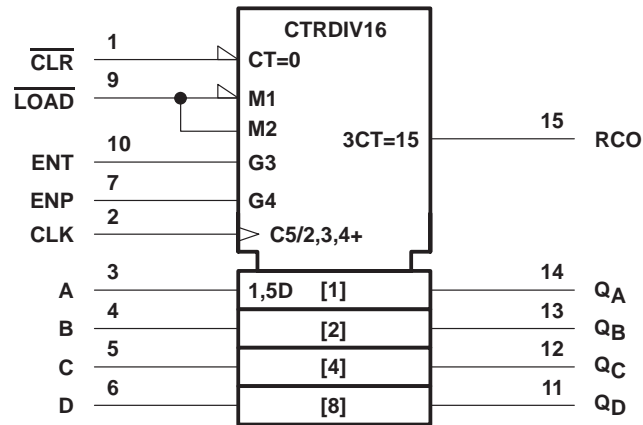 CTRDIV16
1
CLR CT=0
9
LOAD M1
M2
15
3CT=15 RCO
10
ENT G3
7
ENP G4
2
CLK C5/2,3,4+
3 14
A 1,5D [1] QA
4 13
B [2] QB
5 12
C [4] QC
6 11
D [8] QD